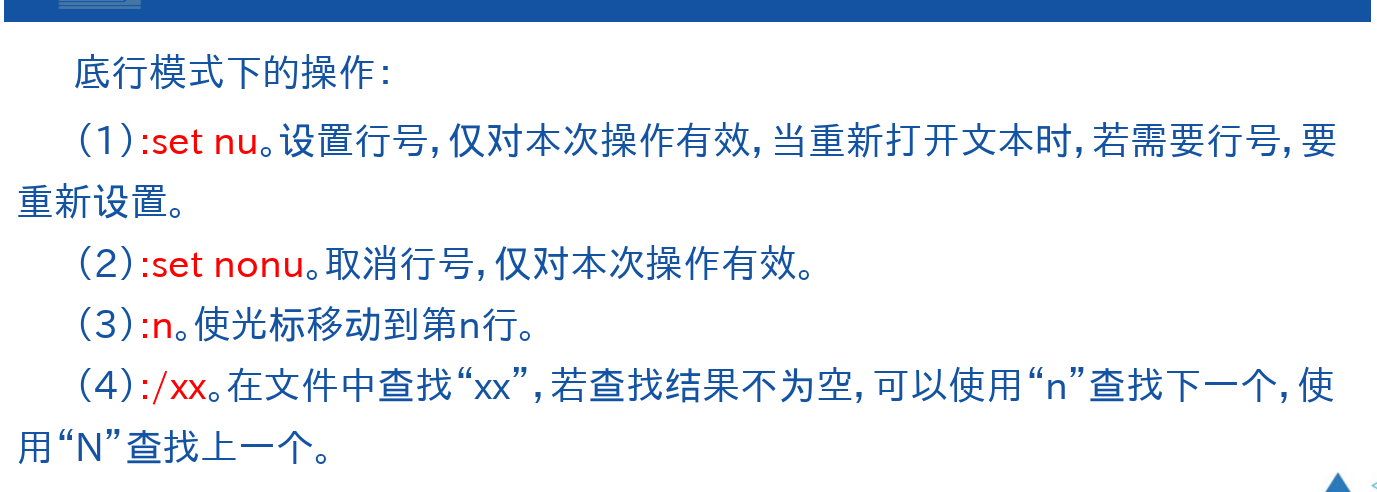 底行模式下的操作：
（1）:set nu。设置行号，仅对本次操作有效，当重新打开文本时，若需要行号，要
重新设置。
（2）:set nonu。取消行号，仅对本次操作有效。
（3）:n。使光标移动到第n行。
（4）:/xx。在文件中查找“xx”，若查找结果不为空，可以使用“n”查找下一个，使
用“N”查找上一个。